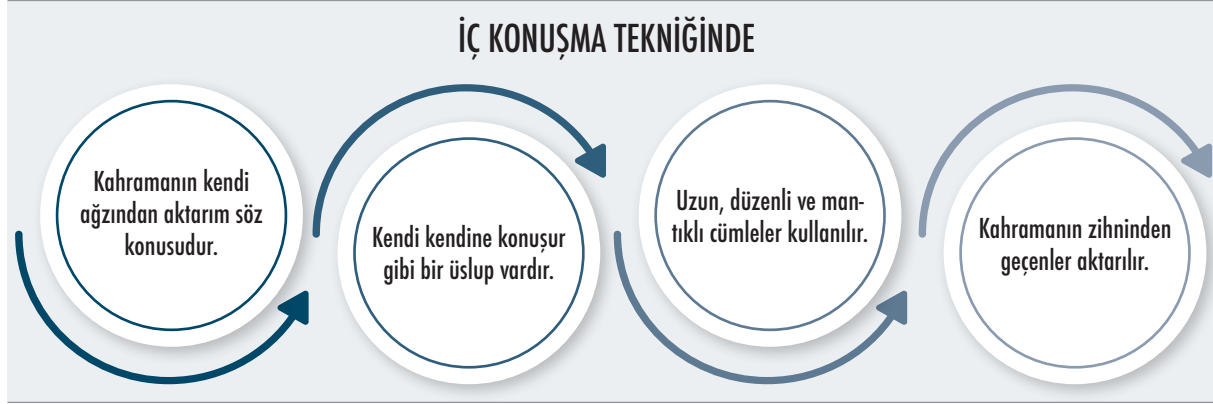 İÇ KONUŞMA TEKNİĞİNDE
Kahramanın kendi
ağzından aktarım söz
konusudur.
Kendi kendine konuşur
gibi bir üslup vardır.
Uzun, düzenli ve man-
tıklı cümleler kullanılır.
Kahramanın zihninden
geçenler aktarılır.